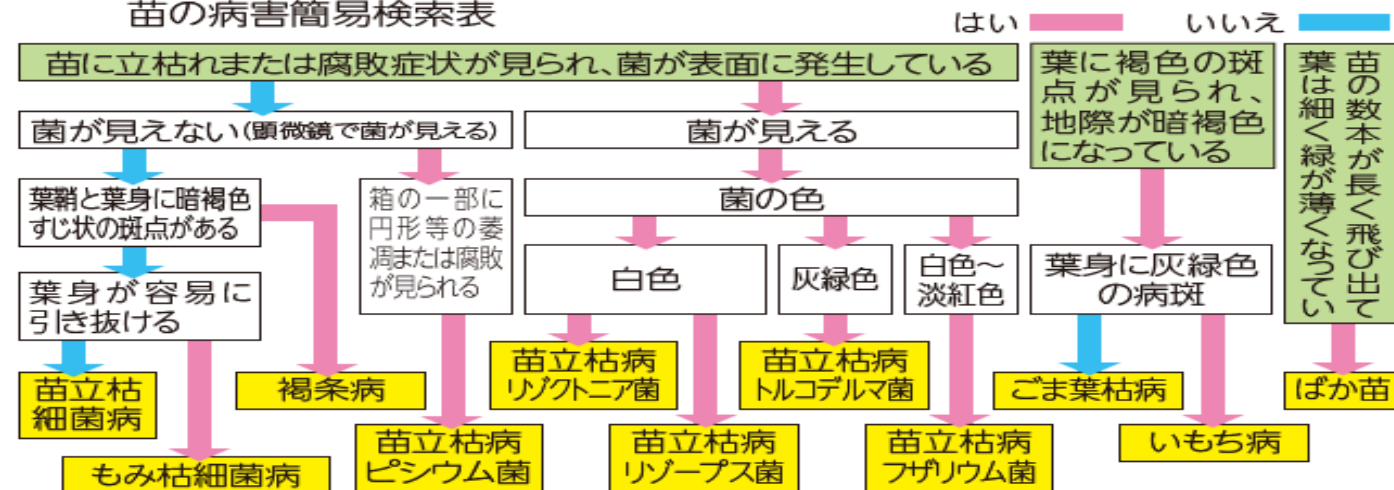 苗の病害簡易検索表
はい
いいえ
苗に立枯れまたは腐敗症状が見られ、菌が表面に発生している
葉に褐色の斑
点が見られ、
地際が暗褐色
になっている
苗の数本が長く飛び出て
葉は細く緑が薄くなってい
菌が見えない(顕微鏡で菌が見える)
菌が見える
葉鞘と葉身に暗褐色
すじ状の斑点がある
箱の一部に
円形等の萎
凋または腐敗
が見られる
菌の色
葉身が容易に
引き抜ける
白色
灰緑色
白色~
淡紅色
葉身に灰緑色
の病斑
苗立枯
細菌病
褐条病
苗立枯病
リゾクトニア菌
苗立枯病
トルコデルマ菌
ごま葉枯病
ばか苗
もみ枯細菌病
苗立枯病
ピシウム菌
苗立枯病
リゾープス菌
苗立枯病
フザリウム菌
いもち病